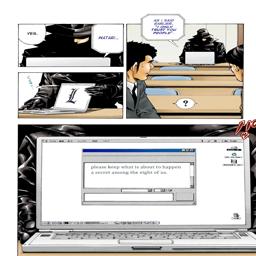 YES.
WATARI...
AS I SAID
EARLIER,
"I ONLY
TRUST YOU
PEOPLE"
L
?
please keep what is about to happen
a secret among the eight of us.